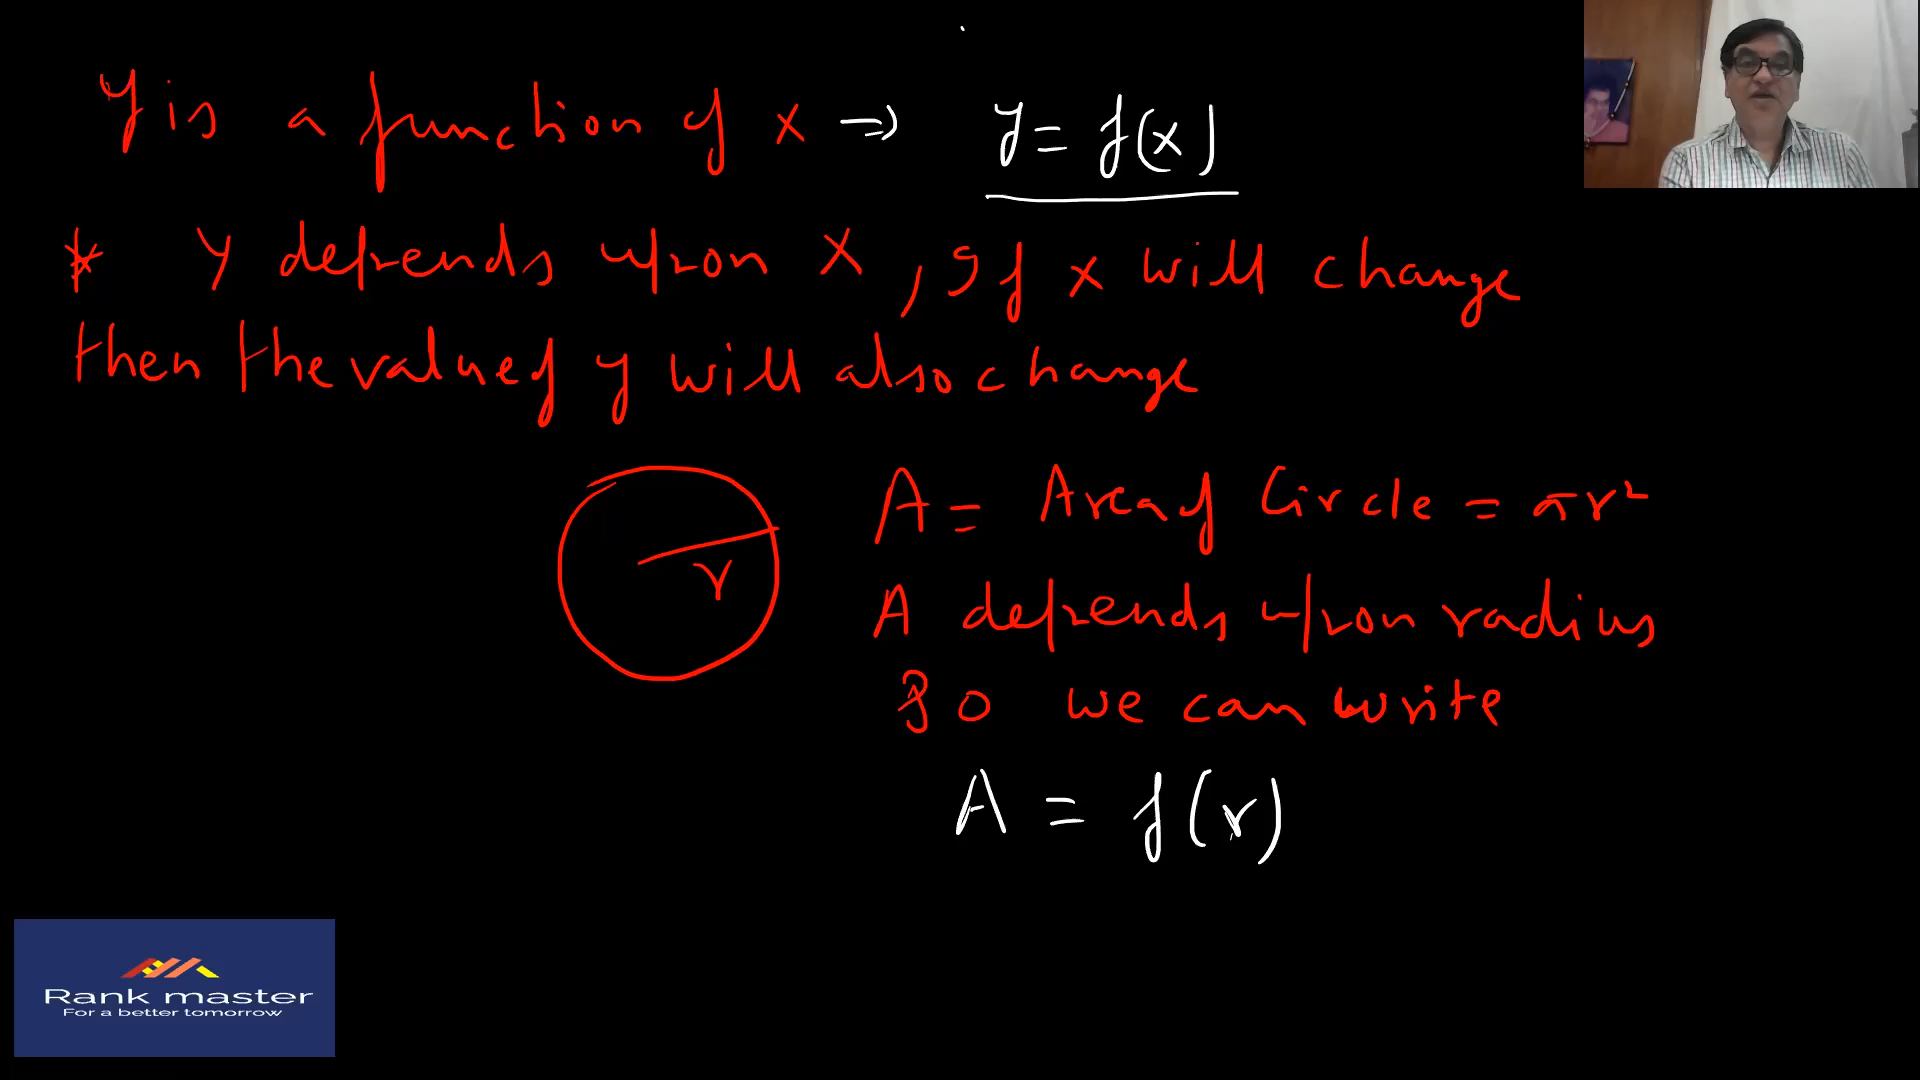 y is a function of x ⇒ y = f(x)
* y depends upon x, If x will change
then the value of y will also change
A = Area of Circle = πr²
r
A depends upon radius
So we can write
A = f(r)
Rank master
For a better tomorrow